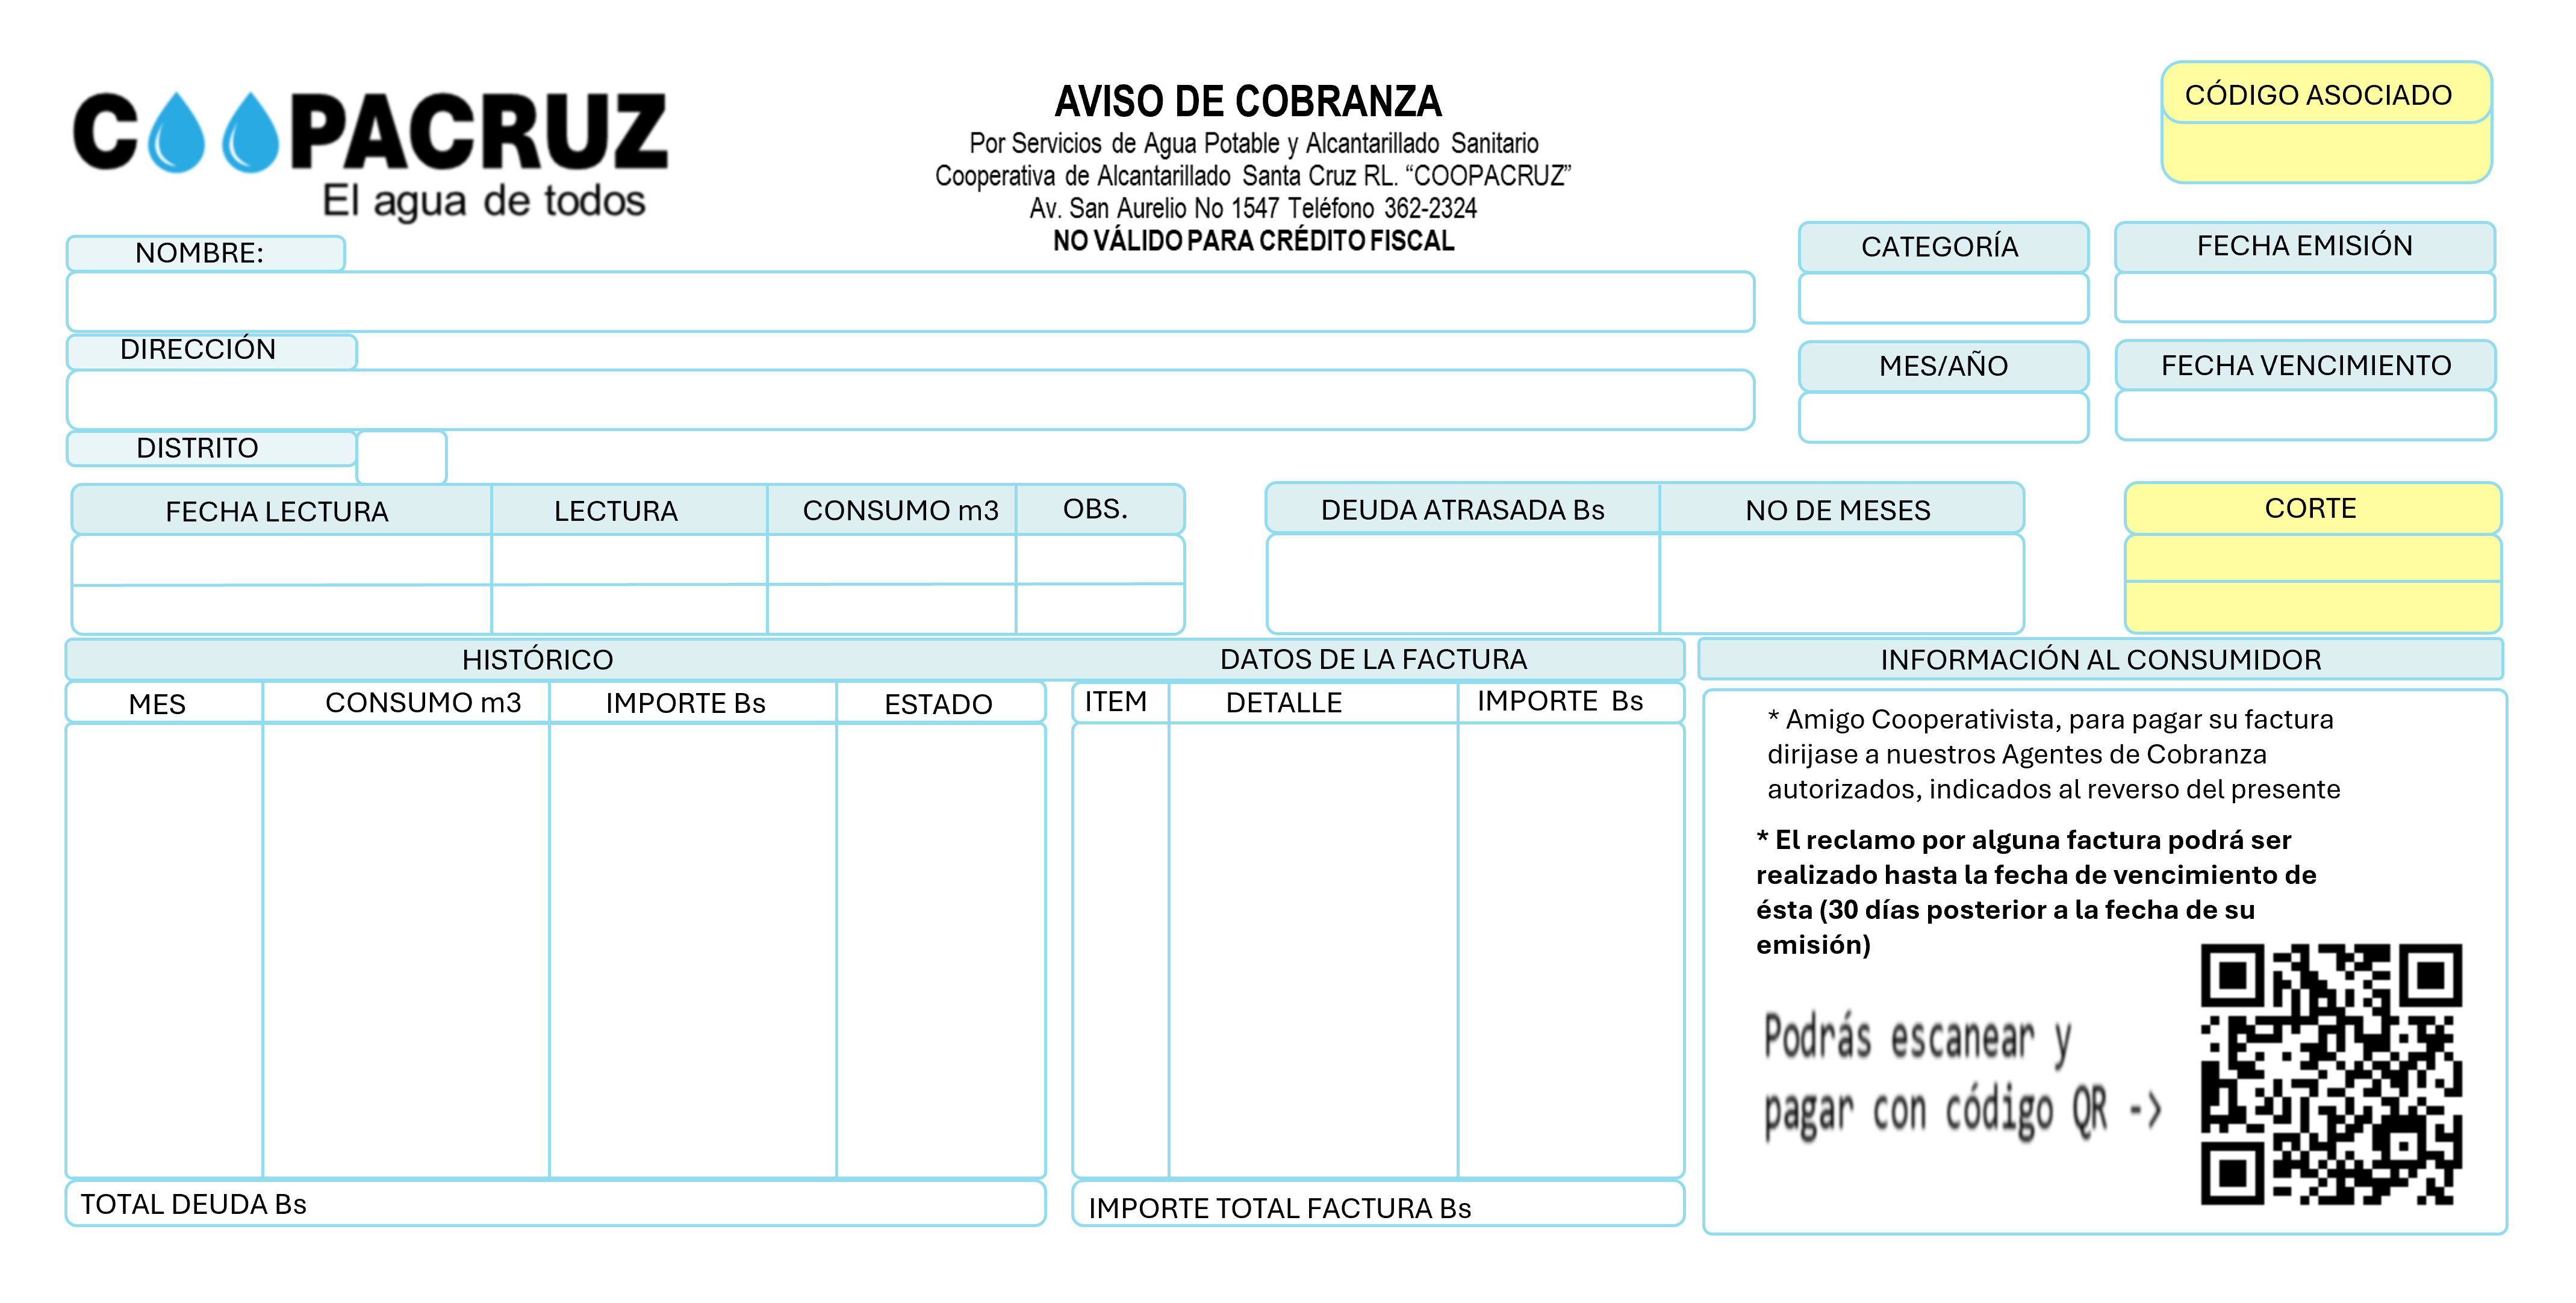 COOPACRUZ
El agua de todos
AVISO DE COBRANZA
Por Servicios de Agua Potable y Alcantarillado Sanitario
Cooperativa de Alcantarillado Santa Cruz RL. “COOPACRUZ”
Av. San Aurelio No 1547 Teléfono 362-2324
NO VÁLIDO PARA CRÉDITO FISCAL
CÓDIGO ASOCIADO
NOMBRE:
CATEGORÍA
FECHA EMISIÓN
DIRECCIÓN
MES/AÑO
FECHA VENCIMIENTO
DISTRITO
FECHA LECTURA LECTURA CONSUMO m3 OBS.
DEUDA ATRASADA Bs NO DE MESES
CORTE
HISTÓRICO
DATOS DE LA FACTURA
INFORMACIÓN AL CONSUMIDOR
MES CONSUMO m3 IMPORTE Bs ESTADO
ITEM DETALLE IMPORTE Bs
* Amigo Cooperativista, para pagar su factura
dirijase a nuestros Agentes de Cobranza
autorizados, indicados al reverso del presente
* El reclamo por alguna factura podrá ser
realizado hasta la fecha de vencimiento de
ésta (30 días posterior a la fecha de su
emisión)
Podrás escanear y
pagar con código QR ->
TOTAL DEUDA Bs
IMPORTE TOTAL FACTURA Bs